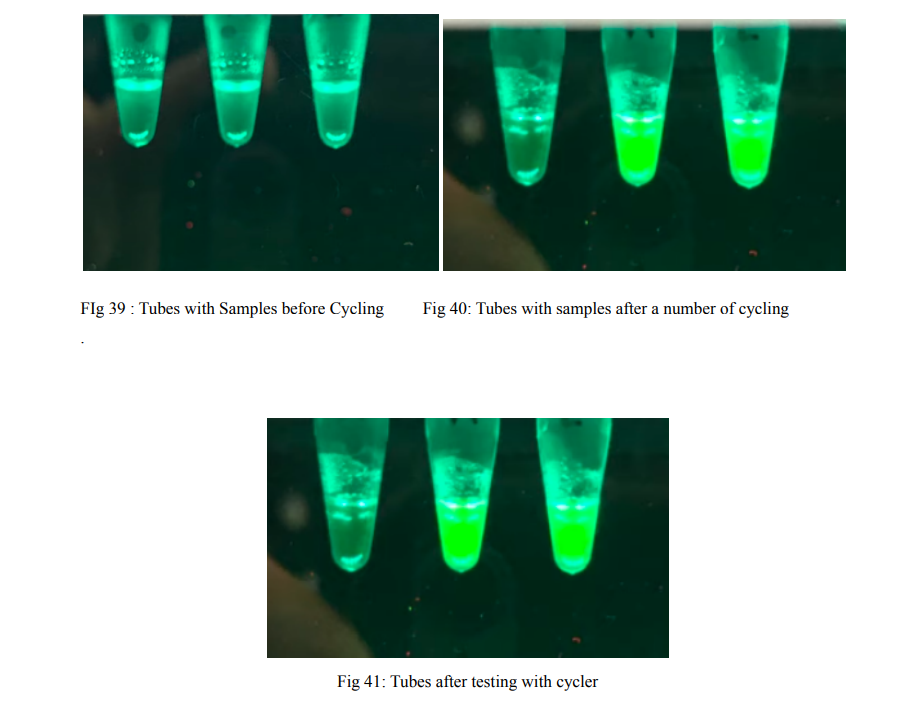 FIg 39 : Tubes with Samples before Cycling
Fig 40: Tubes with samples after a number of cycling
.
Fig 41: Tubes after testing with cycler